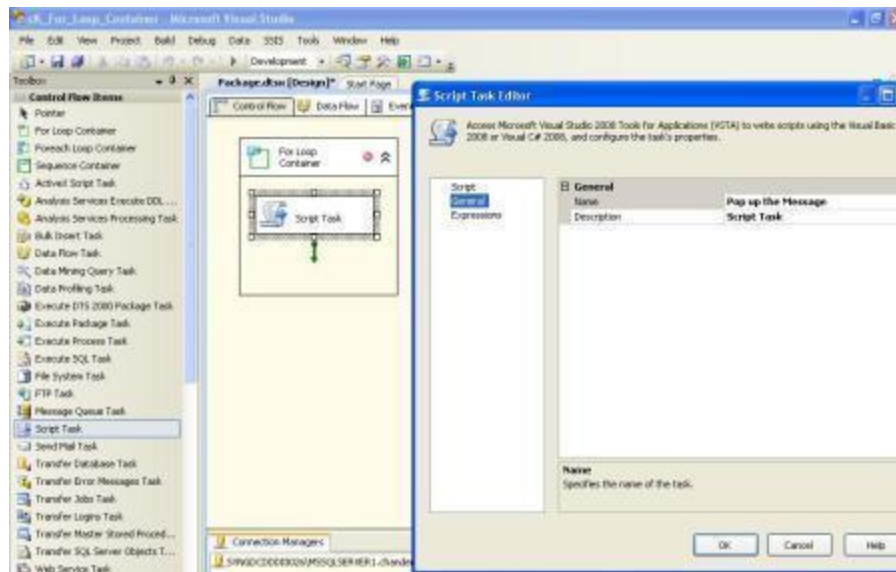 sK_For_Loop_Container - Microsoft Visual Studio
File Edit View Project Build Debug Data SSIS Tools Window Help
Development
Toolbox
Package.dtsx [Design]*
Start Page
Control Flow Items
Pointer
For Loop Container
Foreach Loop Container
Sequence Container
ActiveX Script Task
Analysis Services Execute DDL ...
Analysis Services Processing Task
Bulk Insert Task
Data Flow Task
Data Mining Query Task
Data Profiling Task
Execute DTS 2000 Package Task
Execute Package Task
Execute Process Task
Execute SQL Task
File System Task
FTP Task
Message Queue Task
Script Task
Send Mail Task
Transfer Database Task
Transfer Error Messages Task
Transfer Jobs Task
Transfer Logins Task
Transfer Master Stored Proced...
Transfer SQL Server Objects T...
Web Service Task
Control Flow
Data Flow
Even
For Loop
Container
Script Task
Connection Managers
Script Task Editor
Access Microsoft Visual Studio 2008 Tools for Applications (VSTA) to write scripts using the Visual Basic
2008 or Visual C# 2008, and configure the task's properties.
Script
General
Expressions
General
Name Pop up the Message
Description Script Task
Name
Specifies the name of the task.
OK Cancel Help